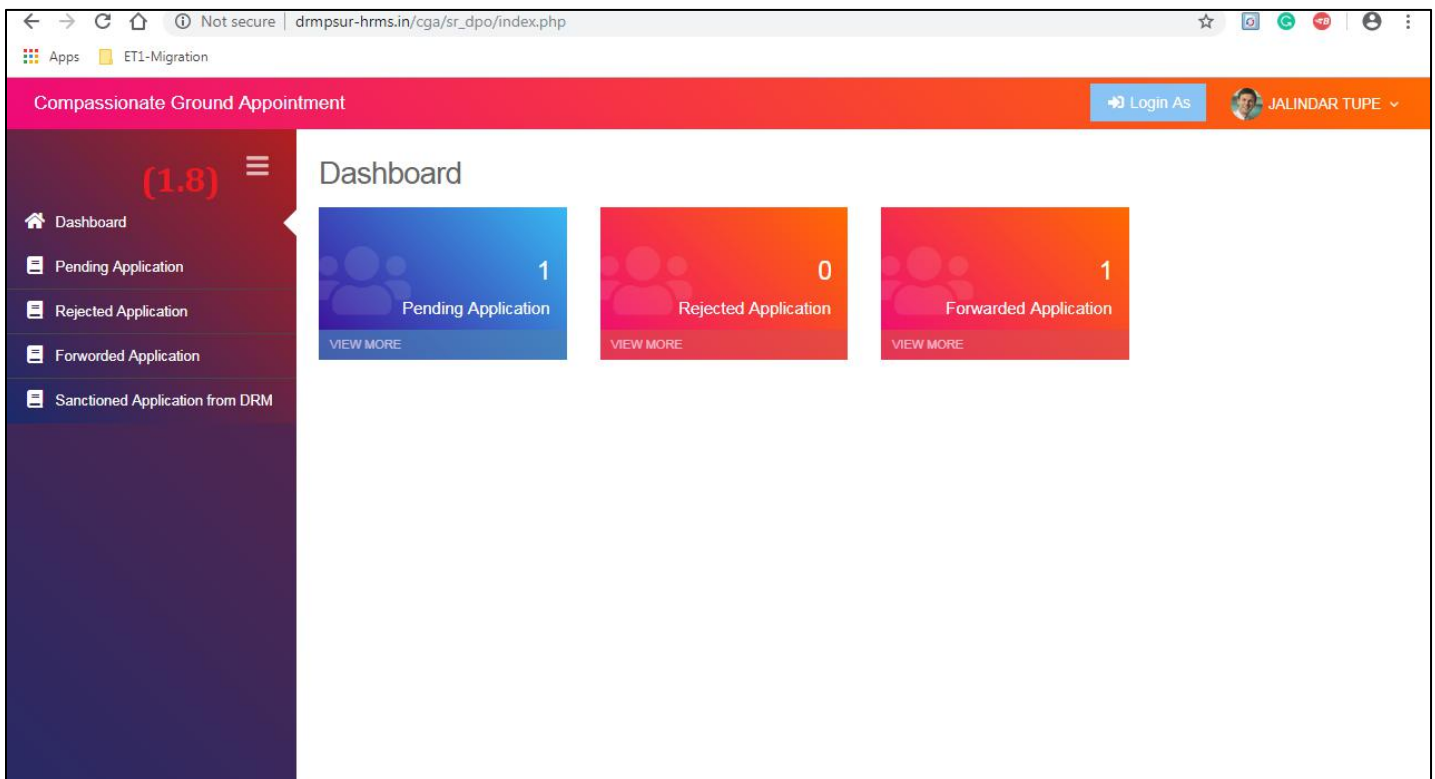 Not secure | drmpsur-hrms.in/cga/sr_dpo/index.php
Apps ET1-Migration
Compassionate Ground Appointment
Login As
JALINDAR TUPE
(1.8)
Dashboard
Pending Application
Rejected Application
Forworded Application
Sanctioned Application from DRM
Dashboard
1
Pending Application
VIEW MORE
0
Rejected Application
VIEW MORE
1
Forwarded Application
VIEW MORE